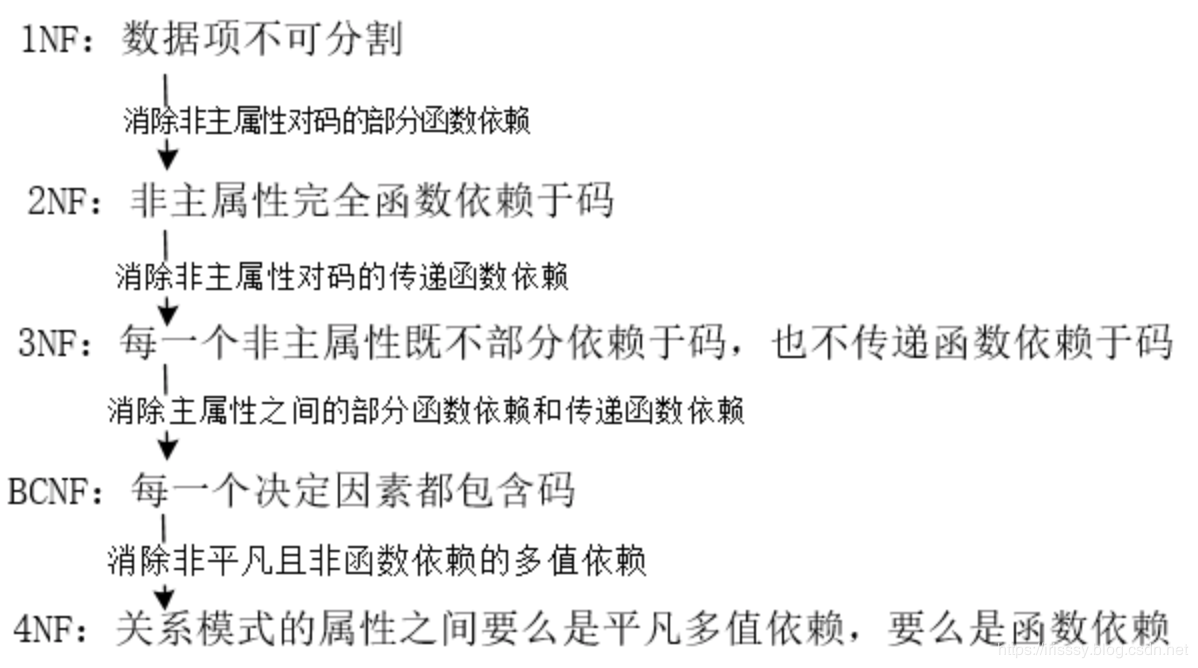 1NF：数据项不可分割
消除非主属性对码的部分函数依赖
2NF：非主属性完全函数依赖于码
消除非主属性对码的传递函数依赖
3NF：每一个非主属性既不部分依赖于码，也不传递函数依赖于码
消除主属性之间的部分函数依赖和传递函数依赖
BCNF：每一个决定因素都包含码
消除非平凡且非函数依赖的多值依赖
4NF：关系模式的属性之间要么是平凡多值依赖，要么是函数依赖